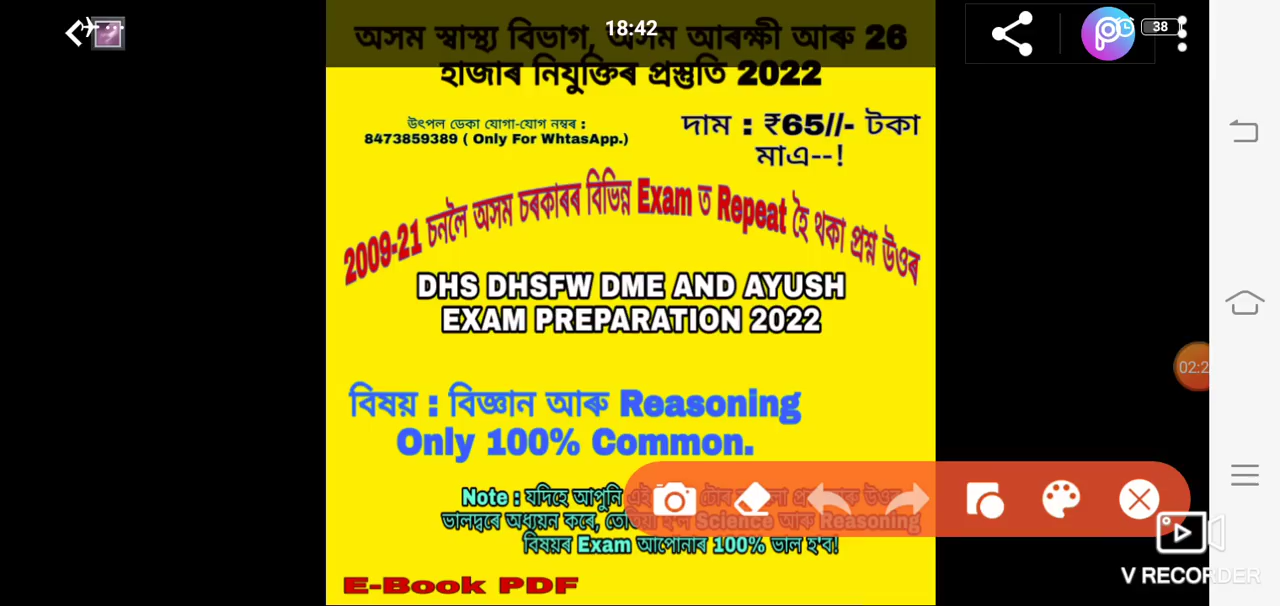 18:42
38
অসম স্বাস্থ্য বিভাগ, অসম আৰক্ষী আৰু 26
হাজাৰ নিযুক্তিৰ প্ৰস্তুতি 2022
উৎপল ডেকা যোগা-যোগ নম্বৰ :
8473859389 ( Only For WhtasApp.)
দাম : ₹65//- টকা
মাএ--!
2009-21 চনলৈ অসম চৰকাৰৰ বিভিন্ন Exam ত Repeat হৈ থকা প্ৰশ্ন উওৰ
DHS DHSFW DME AND AYUSH
EXAM PREPARATION 2022
02:2
বিষয় : বিজ্ঞান আৰু Reasoning
Only 100% Common.
Note : যদিহে আপুনি এই
ভালদ্বৰে অধ্যয়ন কৰে, তেতিয়া হ'লে Science আৰু Reasoning
বিষয়ৰ Exam আপোনাৰ 100% ভাল হ'ব!
E-Book PDF
V RECORDER